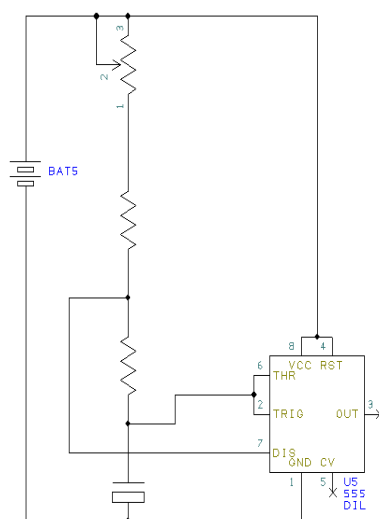 3
2
1
BAT5
8 4
VCC RST
6
THR
2 TRIG OUT 3
7
DIS
GND CV
1 5 U5
555
DIL